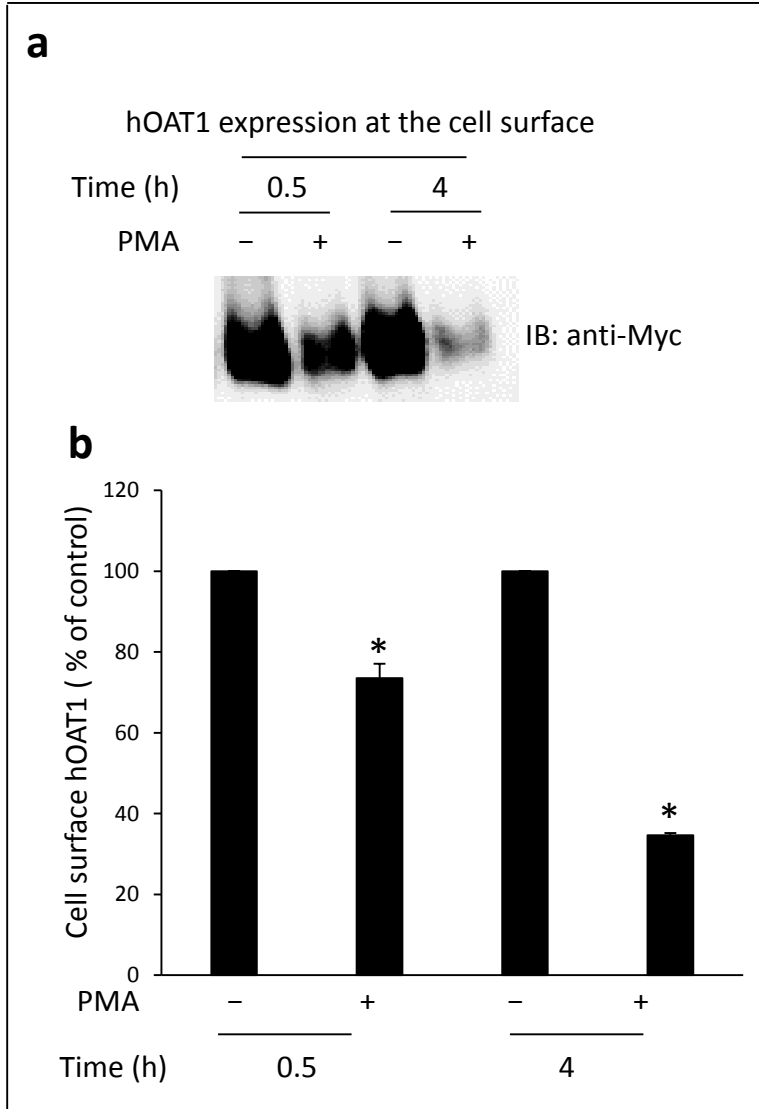 a
hOAT1 expression at the cell surface
Time (h) 0.5 4
PMA − + − +
IB: anti-Myc
b
Cell surface hOAT1 ( % of control)
120
100
80
60
40
20
0
*
*
PMA − + − +
Time (h) 0.5 4